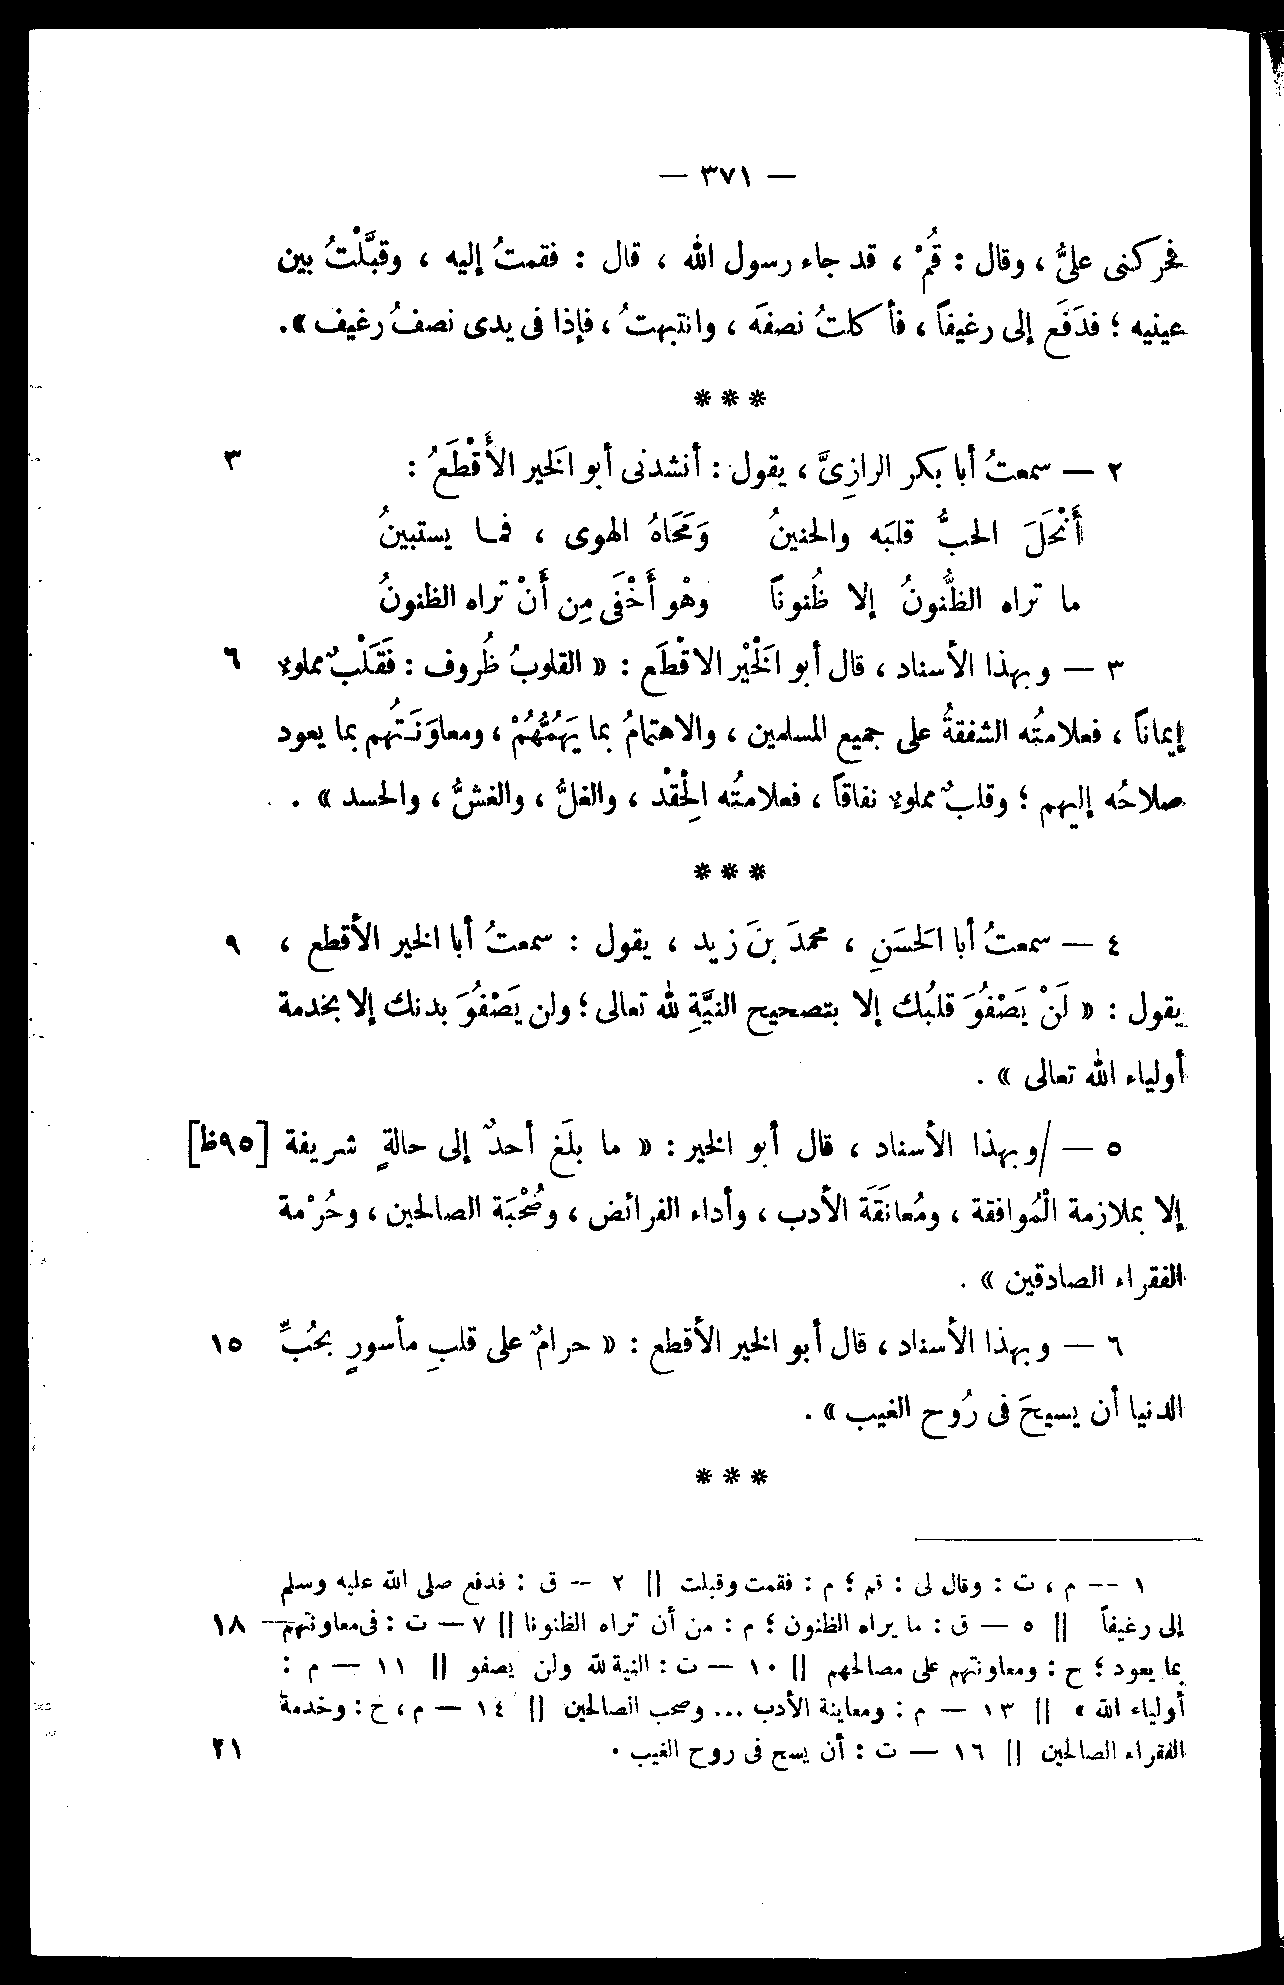 — ٣٧١ —
فحركنى علىُّ ، وقال : قُمْ ، قد جاء رسول الله ، قال : فقمتُ إليه ، وقبَّلْتُ بين
عينيه ؛ فدَفَع إلى رغيفاً ، فأكلتُ نصفَه ، وانتبهتُ ، فإذا فى يدى نصفُ رغيف » .
* * *
٢ — سمعتُ أبا بكر الرازِىَّ ، يقول : أنشدنى أبو الخير الأَقْطَعُ : ٣
أَنْحَلَ الحبُّ قلبَه والحنينُ وَمَحَاهُ الهوى ، فما يستبينُ
ما تراه الظُّنونُ إلا ظُنوناً وهْو أَخْفَى مِن أَنْ تراه الظنونُ
٣ — وبهذا الأسناد ، قال أبو الخَيْر الاقْطَع : « القلوبُ ظُروف : فَقَلْبٌ مملوء ٦
إيماناً ، فعلامتُه الشفقةُ على جميع المسلمين ، والاهتمامُ بما يَهُمُّهُمْ ، ومعاوَنَتُهم بما يعود
صلاحُه إليهم ؛ وقلبٌ مملوء نفاقاً ، فعلامتُه الحِقْد ، والغلُّ ، والغشُّ ، والحسد » .
* * *
٤ — سمعتُ أبا الحَسَنِ ، محمدَ بنَ زيد ، يقول : سمعتُ أبا الخير الأقطع ، ٩
يقول : « لَنْ يَصْفُوَ قلبُك إلا بتصحيح النيَّةِ لله تعالى ؛ ولن يَصْفُوَ بدنك إلا بخدمة
أولياء الله تعالى » .
٥ — /وبهذا الأسناد ، قال أبو الخير : « ما بلَغ أحدٌ إلى حالةٍ شريفة [٩٥ظ]
إلا بملازمة الْمُوافقة ، ومُعانَقَة الأدب ، وأداء الفرائض ، وصُحْبَة الصالحين ، وحُرْمة
الفقراء الصادقين » .
٦ — وبهذا الأسناد ، قال أبو الخير الأقطع : « حرامٌ على قلبِ مأسورٍ بحُبِّ ١٥
الدنيا أن يسيحَ فى رُوح الغيب » .
* * *
١ — م ، ت : وقال لى : قم ؛ م : فقمت وقبلت || ٢ — ق : فدفع صلى الله عليه وسلم
إلى رغيفاً || ٥ — ق : ما يراه الظنون ؛ م : من أن تراه الظنونا || ٧ — ت : فى معاونتهم ١٨
بما يعود ؛ ح : ومعاونتهم على مصالحهم || ١٠ — ت : النية لله ولن يصفو || ١١ — م :
أولياء الله » || ١٣ — م : ومعاينة الأدب ... وصحب الصالحين || ١٤ — م ، ح : وخدمة
الفقراء الصالحين || ١٦ — ت : أن يسبح فى روح الغيب . ٢١